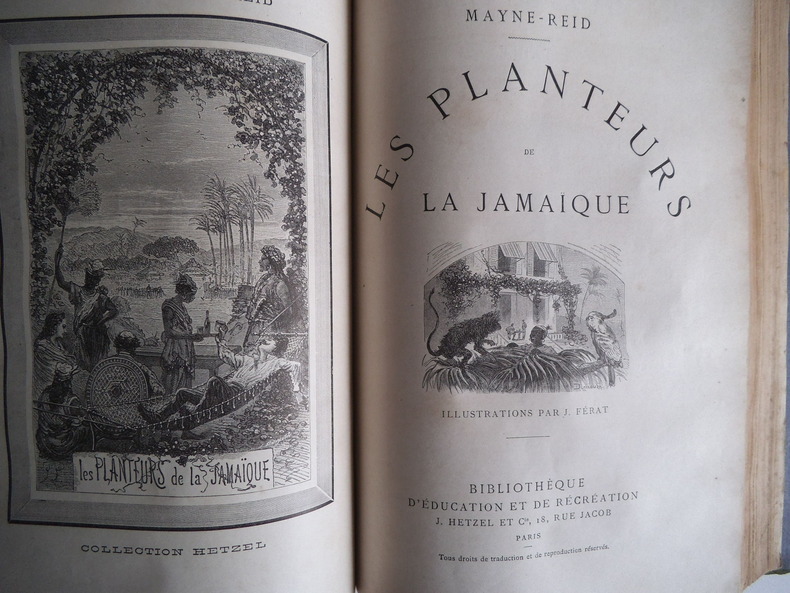 les PLANTEURS de la JAMAÏQUE
COLLECTION HETZEL
MAYNE-REID
LES PLANTEURS
DE
LA JAMAÏQUE
ILLUSTRATIONS PAR J. FÉRAT
BIBLIOTHÈQUE
D'ÉDUCATION ET DE RÉCRÉATION
J. HETZEL ET Cie, 18, RUE JACOB
PARIS
Tous droits de traduction et de reproduction réservés.